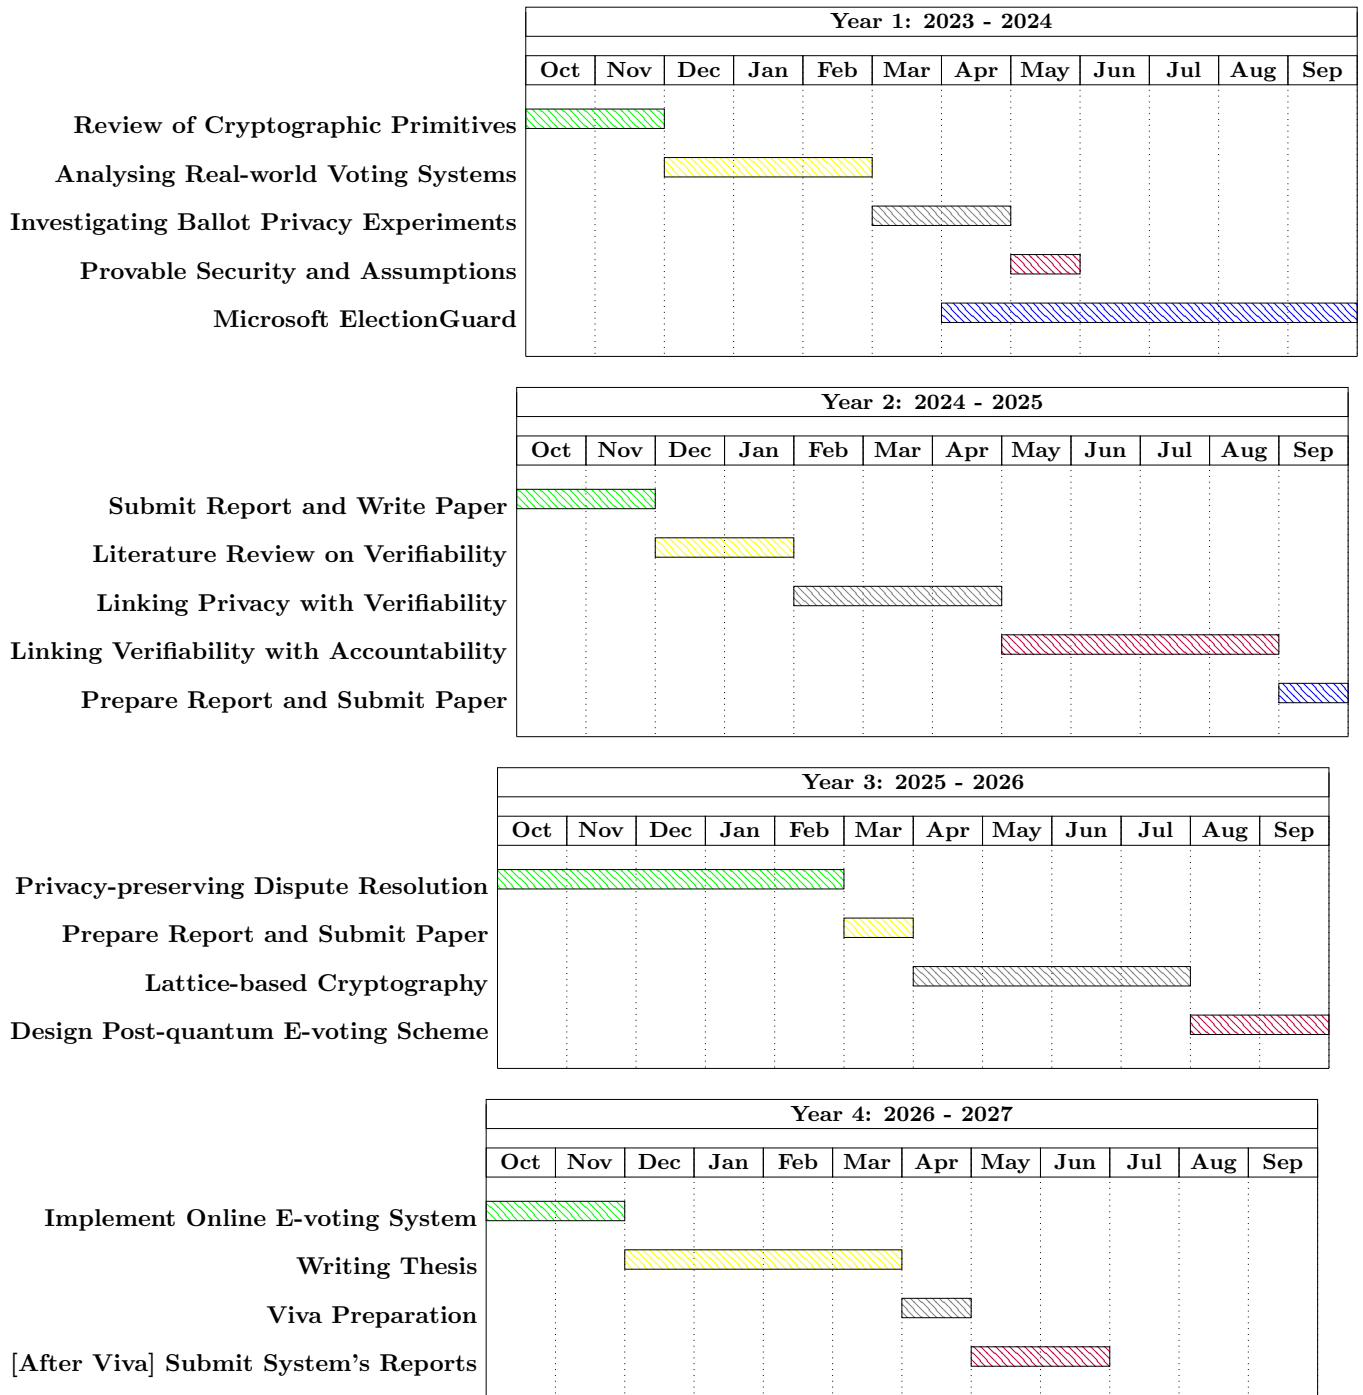 Year 1: 2023 - 2024
Oct Nov Dec Jan Feb Mar Apr May Jun Jul Aug Sep
Review of Cryptographic Primitives
Analysing Real-world Voting Systems
Investigating Ballot Privacy Experiments
Provable Security and Assumptions
Microsoft ElectionGuard
Year 2: 2024 - 2025
Oct Nov Dec Jan Feb Mar Apr May Jun Jul Aug Sep
Submit Report and Write Paper
Literature Review on Verifiability
Linking Privacy with Verifiability
Linking Verifiability with Accountability
Prepare Report and Submit Paper
Year 3: 2025 - 2026
Oct Nov Dec Jan Feb Mar Apr May Jun Jul Aug Sep
Privacy-preserving Dispute Resolution
Prepare Report and Submit Paper
Lattice-based Cryptography
Design Post-quantum E-voting Scheme
Year 4: 2026 - 2027
Oct Nov Dec Jan Feb Mar Apr May Jun Jul Aug Sep
Implement Online E-voting System
Writing Thesis
Viva Preparation
[After Viva] Submit System's Reports